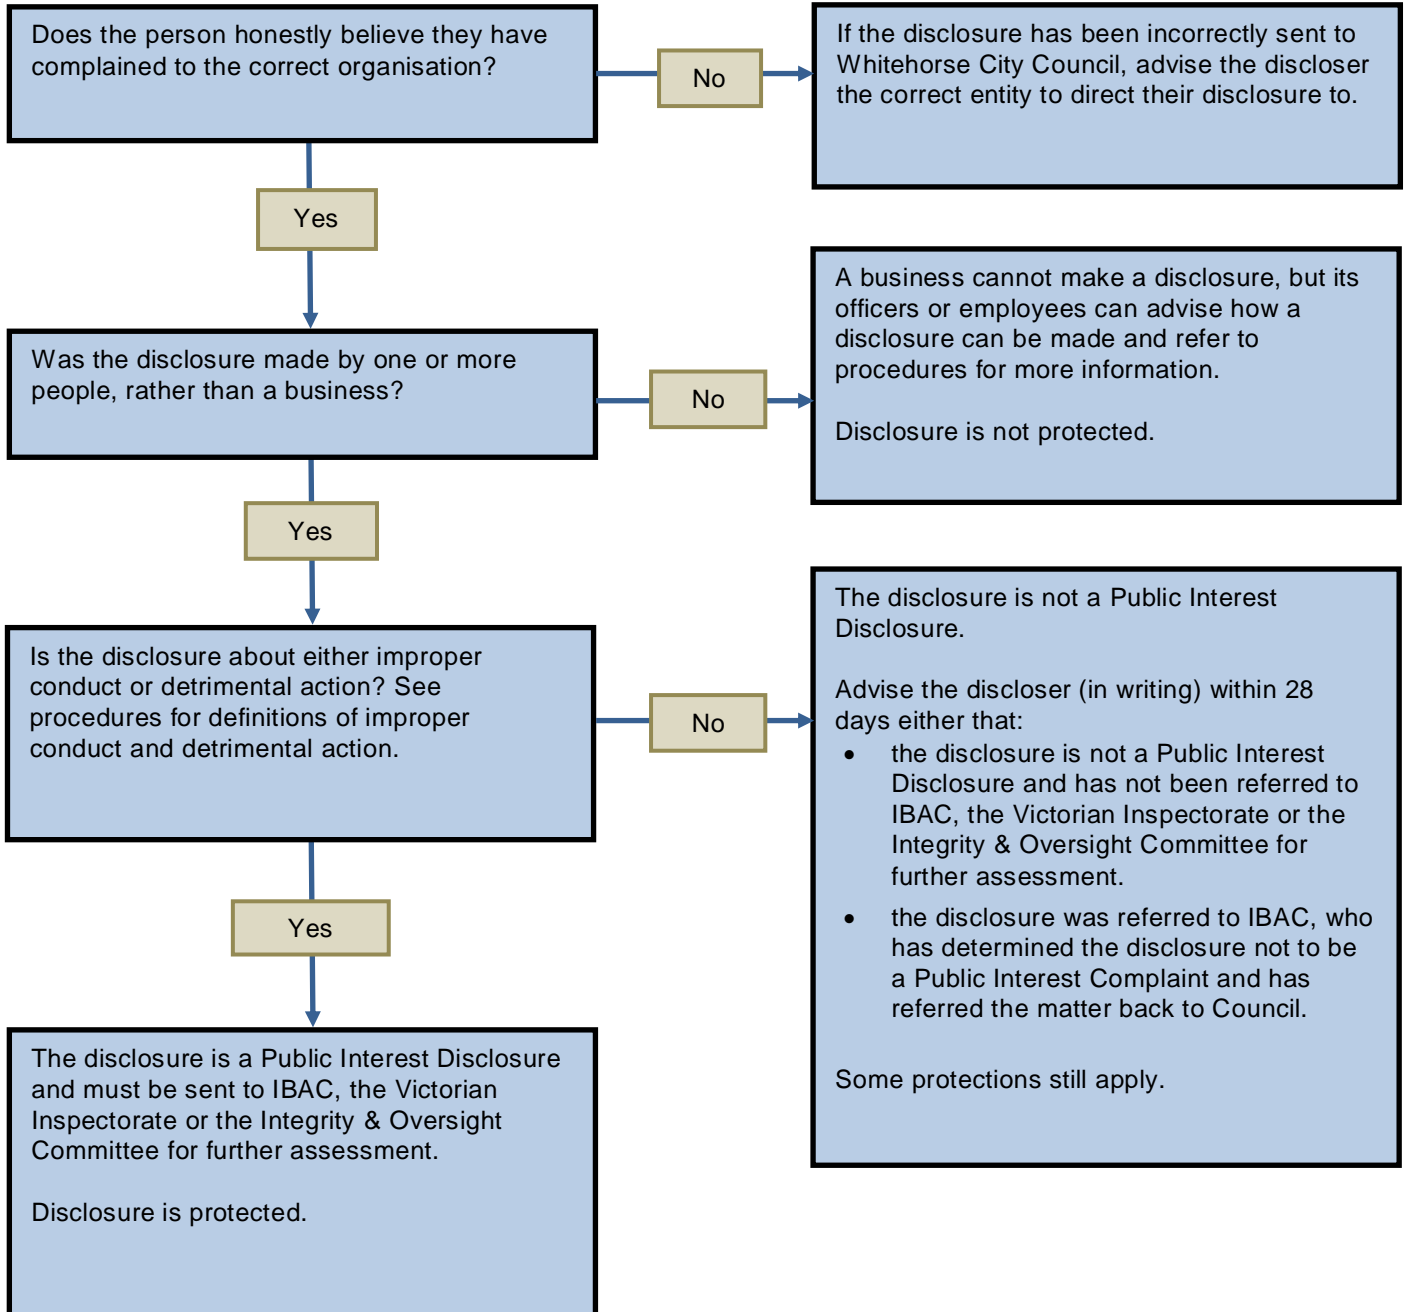 Does the person honestly believe they have
complained to the correct organisation?
No
If the disclosure has been incorrectly sent to
Whitehorse City Council, advise the discloser
the correct entity to direct their disclosure to.
Yes
Was the disclosure made by one or more
people, rather than a business?
No
A business cannot make a disclosure, but its
officers or employees can advise how a
disclosure can be made and refer to
procedures for more information.
Disclosure is not protected.
Yes
Is the disclosure about either improper
conduct or detrimental action? See
procedures for definitions of improper
conduct and detrimental action.
No
The disclosure is not a Public Interest
Disclosure.
Advise the discloser (in writing) within 28
days either that:
• the disclosure is not a Public Interest
Disclosure and has not been referred to
IBAC, the Victorian Inspectorate or the
Integrity & Oversight Committee for
further assessment.
• the disclosure was referred to IBAC, who
has determined the disclosure not to be
a Public Interest Complaint and has
referred the matter back to Council.
Some protections still apply.
Yes
The disclosure is a Public Interest Disclosure
and must be sent to IBAC, the Victorian
Inspectorate or the Integrity & Oversight
Committee for further assessment.
Disclosure is protected.